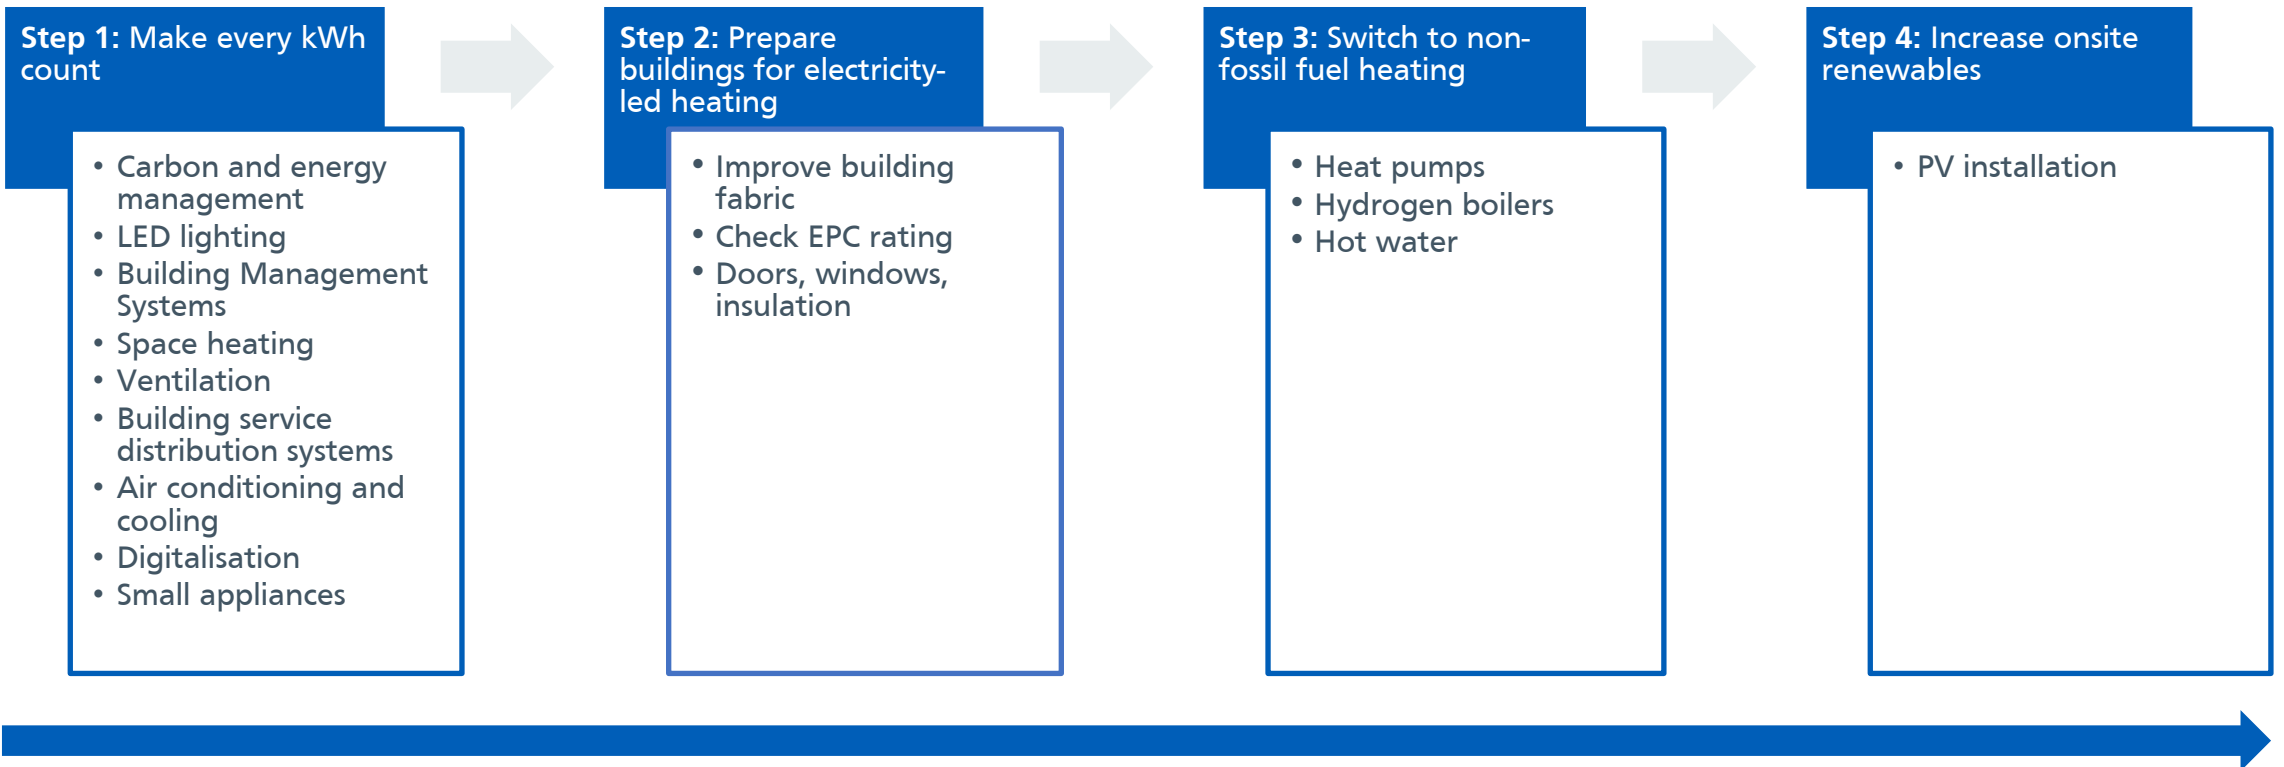 Step 1: Make every kWh
count
• Carbon and energy
management
• LED lighting
• Building Management
Systems
• Space heating
• Ventilation
• Building service
distribution systems
• Air conditioning and
cooling
• Digitalisation
• Small appliances
Step 2: Prepare
buildings for electricity-
led heating
• Improve building
fabric
• Check EPC rating
• Doors, windows,
insulation
Step 3: Switch to non-
fossil fuel heating
• Heat pumps
• Hydrogen boilers
• Hot water
Step 4: Increase onsite
renewables
• PV installation